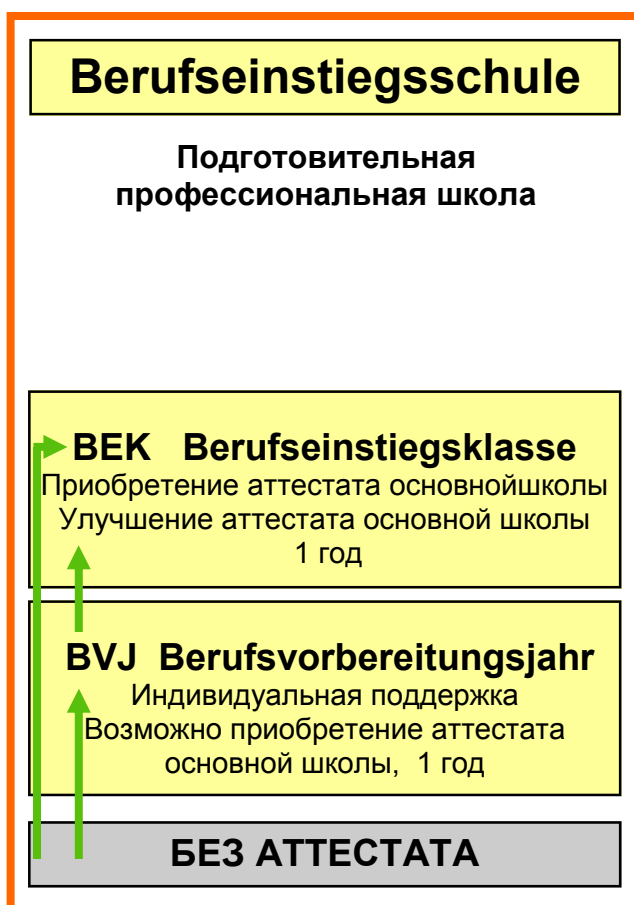 Berufseinstiegsschule
Подготовительная
профессиональная школа
BEK Berufseinstiegsklasse
Приобретение аттестата основнойшколы
Улучшение аттестата основной школы
1 год
BVJ Berufsvorbereitungsjahr
Индивидуальная поддержка
Возможно приобретение аттестата
основной школы, 1 год
БЕЗ АТТЕСТАТА